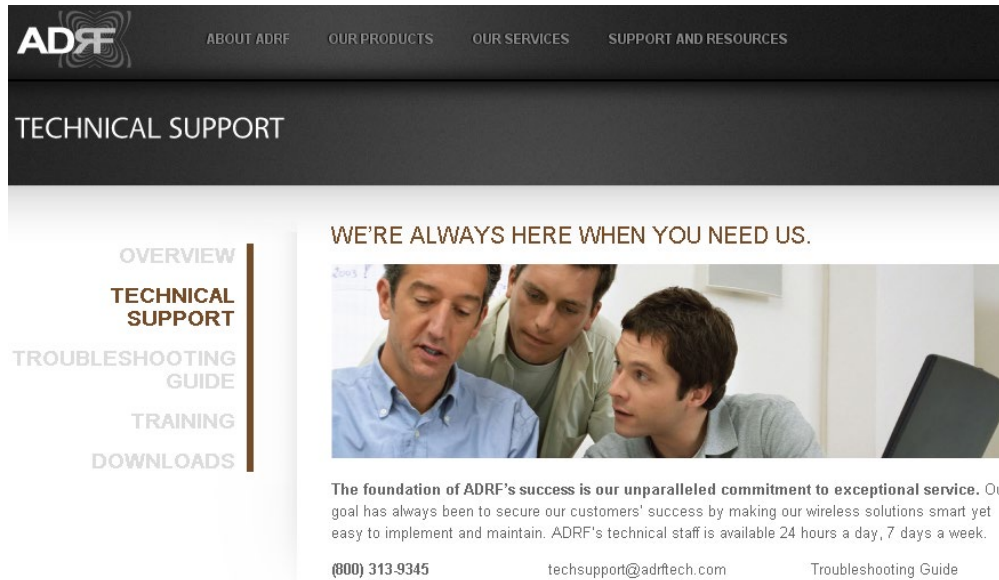 ADRF
ABOUT ADRF OUR PRODUCTS OUR SERVICES SUPPORT AND RESOURCES
TECHNICAL SUPPORT
OVERVIEW
TECHNICAL
SUPPORT
TROUBLESHOOTING
GUIDE
TRAINING
DOWNLOADS
WE'RE ALWAYS HERE WHEN YOU NEED US.
The foundation of ADRF's success is our unparalleled commitment to exceptional service.
goal has always been to secure our customers' success by making our wireless solutions smart yet
easy to implement and maintain. ADRF's technical staff is available 24 hours a day, 7 days a week.
(800) 313-9345 techsupport@adrftech.com Troubleshooting Guide